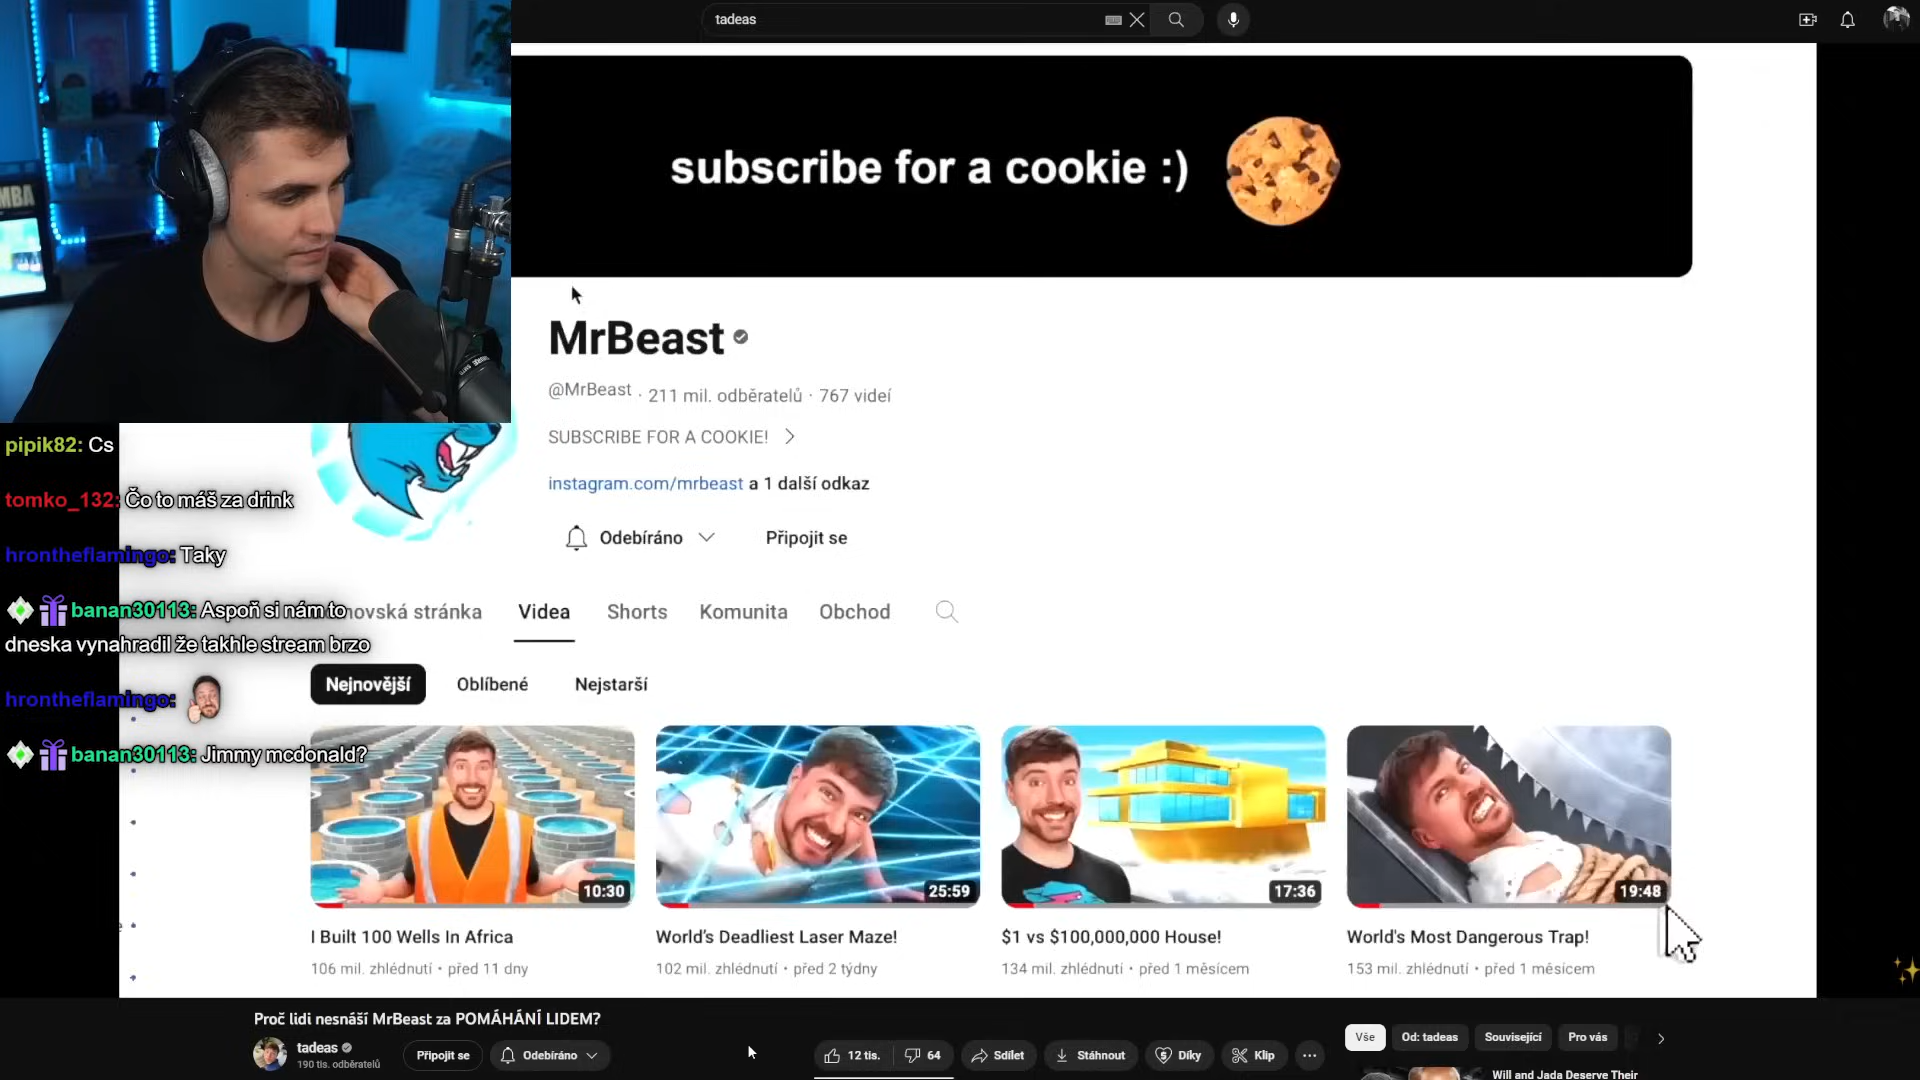 tadeas
subscribe for a cookie :)
MrBeast
@MrBeast . 211 mil. odběratelů · 767 videí
SUBSCRIBE FOR A COOKIE!
instagram.com/mrbeast a 1 další odkaz
Odebíráno
Připojit se
pipik82: Cs
tomko_132: Čo to máš za drink
hrontheflamingo: Taky
banan30113: Aspoň si nám to
dneska vynahradil že takhle stream brzo
hrontheflamingo:
banan30113: Jimmy mcdonald?
movská stránka Videa Shorts Komunita Obchod
Nejnovější Oblíbené Nejstarší
10:30
25:59
17:36
19:48
I Built 100 Wells In Africa
106 mil. zhlédnutí • před 11 dny
World's Deadliest Laser Maze!
102 mil. zhlédnutí • před 2 týdny
$1 vs $100,000,000 House!
134 mil. zhlédnutí • před 1 měsícem
World's Most Dangerous Trap!
153 mil. zhlédnutí • před 1 měsícem
Proč lidi nesnáší MrBeast za POMÁHÁNÍ LIDEM?
tadeas
190 tis. odběratelů
Připojit se
Odebíráno
12 tis. 64 Sdílet Stáhnout Díky Klip
Vše Od: tadeas Související Pro vás
Will and Jada Deserve Their